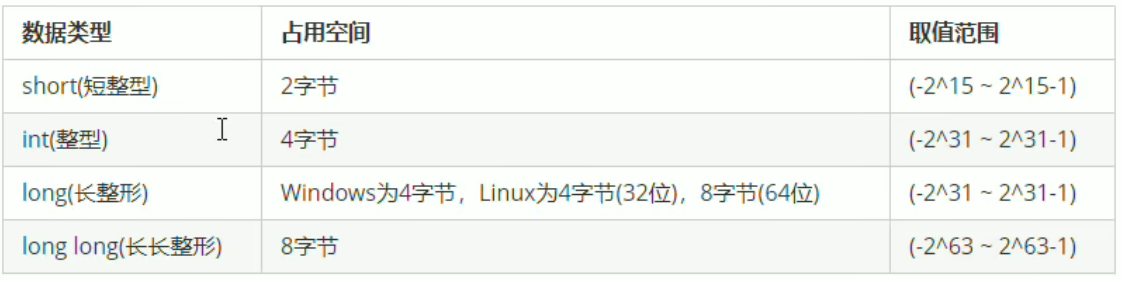 数据类型 占用空间 取值范围
short(短整型) 2字节 (-2^15 ~ 2^15-1)
int(整型) 4字节 (-2^31 ~ 2^31-1)
long(长整形) Windows为4字节，Linux为4字节(32位)，8字节(64位) (-2^31 ~ 2^31-1)
long long(长长整形) 8字节 (-2^63 ~ 2^63-1)